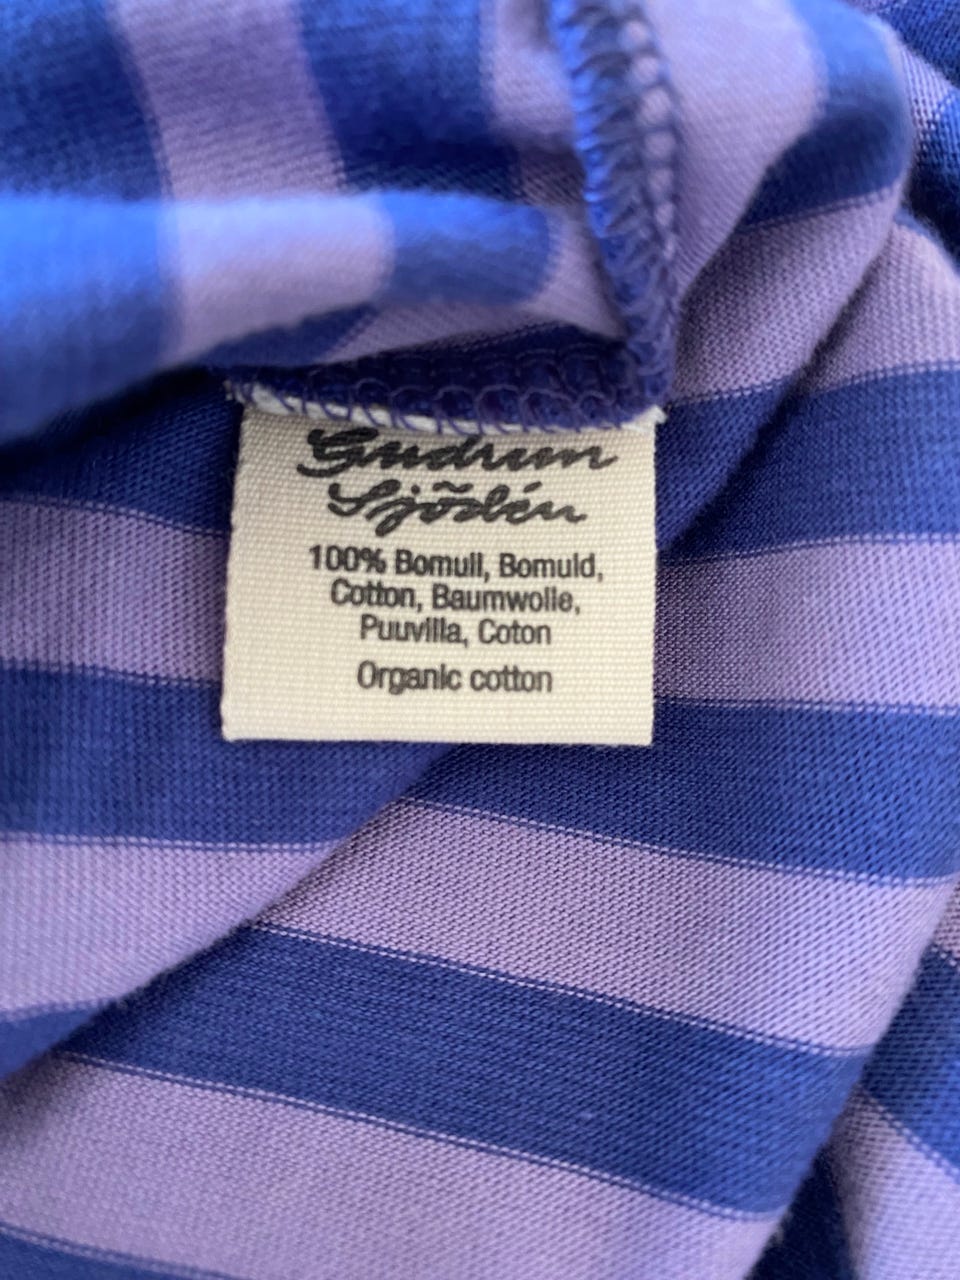 Gudrun
Sjödén
100% Bomull, Bomuld,
Cotton, Baumwolle,
Puuvilla, Coton
Organic cotton